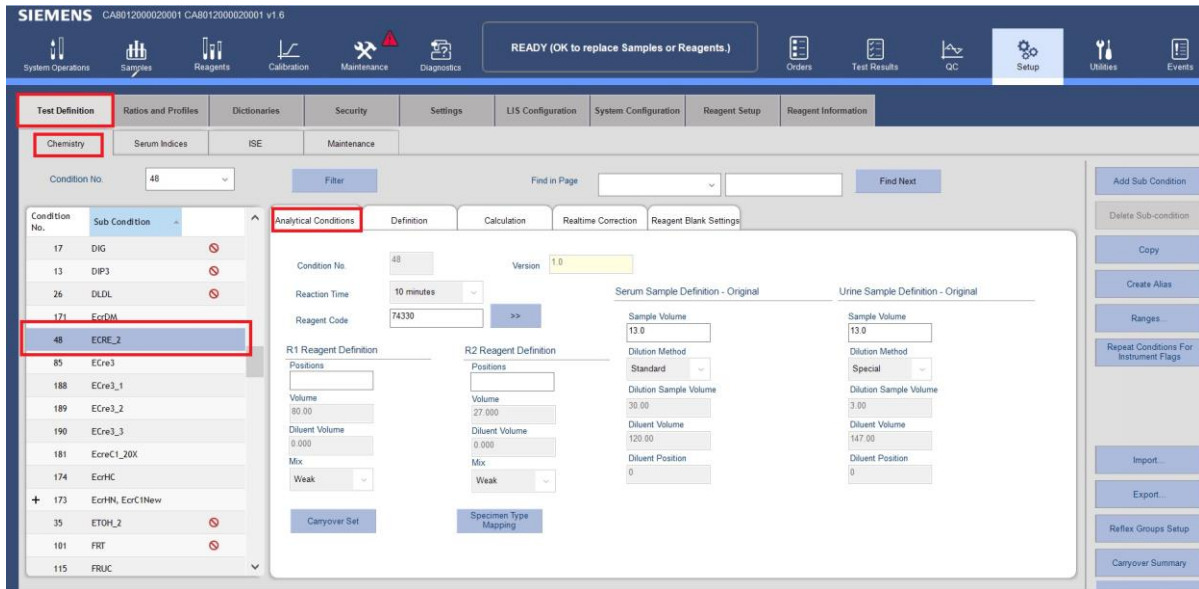 SIEMENS CA8012000020001 CA8012000020001 v1.6
System Operations
Samples
Reagents
Calibration
Maintenance
Diagnostics
READY (OK to replace Samples or Reagents.)
Orders
Test Results
QC
Setup
Utilities
Events
Test Definition
Ratios and Profiles
Dictionaries
Security
Settings
LIS Configuration
System Configuration
Reagent Setup
Reagent Information
Chemistry
Serum Indices
ISE
Maintenance
Condition No. 48
Filter
Find in Page
Find Next
Condition No.
Sub Condition
17 DIG
13 DIP3
26 DLDL
171 EcrDM
48 ECRE_2
85 ECre3
188 ECre3_1
189 ECre3_2
190 ECre3_3
181 EcreC1_20X
174 EcrHC
+ 173 EcrHN, EcrC1New
35 ETOH_2
101 FRT
115 FRUC
Analytical Conditions
Definition
Calculation
Realtime Correction
Reagent Blank Settings
Condition No. 48
Version 1.0
Reaction Time 10 minutes
Reagent Code 74330 >>
R1 Reagent Definition
Positions
Volume
80.00
Diluent Volume
0.000
Mix
Weak
Carryover Set
R2 Reagent Definition
Positions
Volume
27.000
Diluent Volume
0.000
Mix
Weak
Specimen Type
Mapping
Serum Sample Definition - Original
Sample Volume
13.0
Dilution Method
Standard
Dilution Sample Volume
30.00
Diluent Volume
120.00
Diluent Position
0
Urine Sample Definition - Original
Sample Volume
13.0
Dilution Method
Special
Dilution Sample Volume
3.00
Diluent Volume
147.00
Diluent Position
0
Add Sub Condition
Delete Sub-condition
Copy
Create Alias
Ranges...
Repeat Conditions For
Instrument Flags
Import...
Export...
Reflex Groups Setup
Carryover Summary